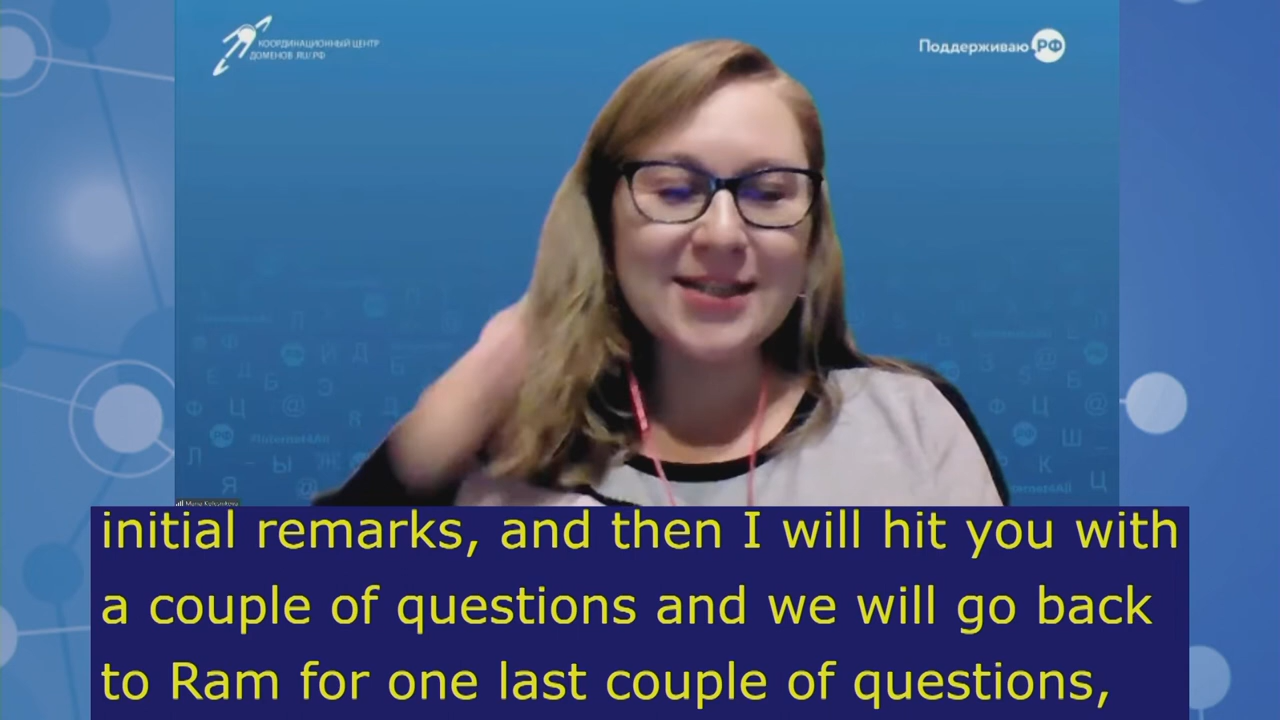 КООРДИНАЦИОННЫЙ ЦЕНТР
ДОМЕНОВ .RU/.РФ
Поддерживаю РФ
initial remarks, and then I will hit you with
a couple of questions and we will go back
to Ram for one last couple of questions,